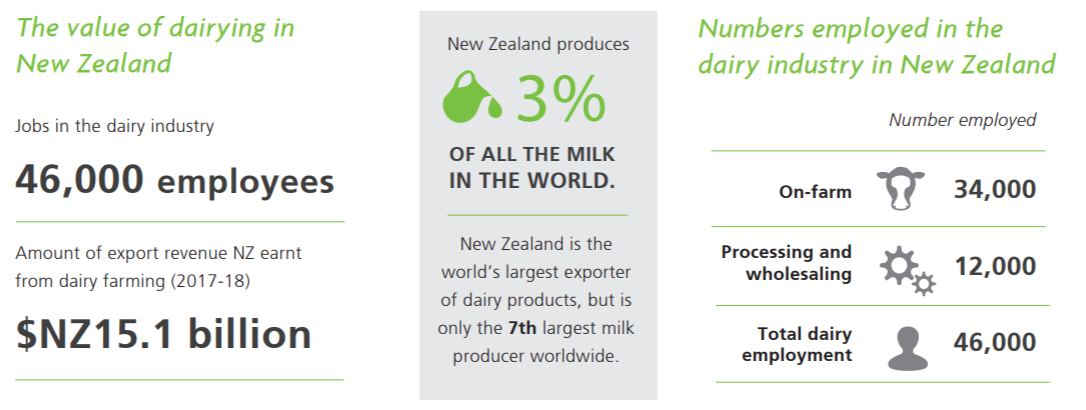 The value of dairying in
New Zealand
Jobs in the dairy industry
46,000 employees
Amount of export revenue NZ earnt
from dairy farming (2017-18)
$NZ15.1 billion
New Zealand produces
3%
OF ALL THE MILK
IN THE WORLD.
New Zealand is the
world's largest exporter
of dairy products, but is
only the 7th largest milk
producer worldwide.
Numbers employed in the
dairy industry in New Zealand
Number employed
On-farm 34,000
Processing and
wholesaling 12,000
Total dairy
employment 46,000